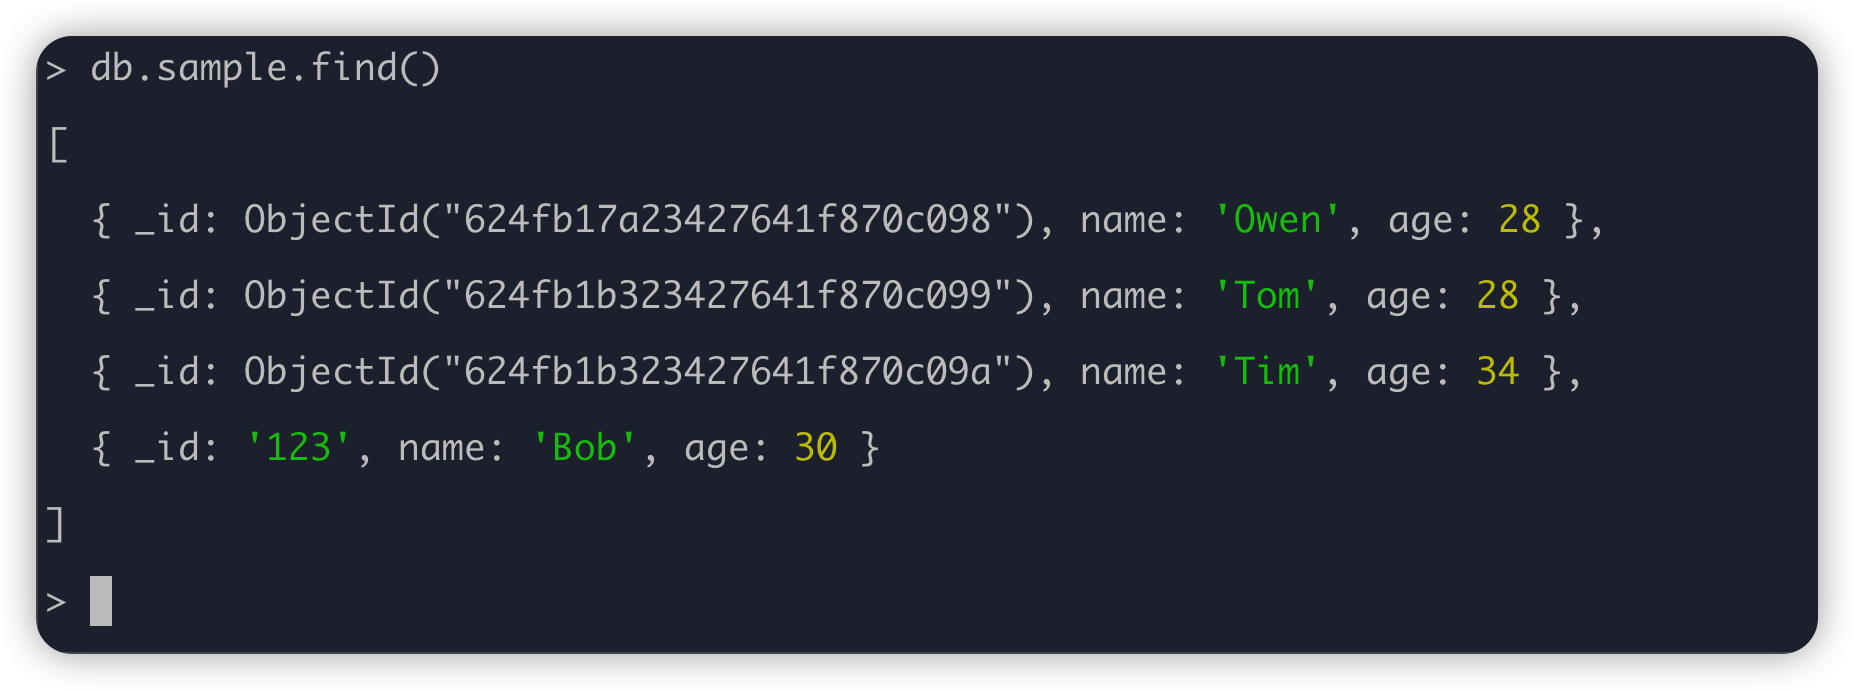 > db.sample.find()
[
  { _id: ObjectId("624fb17a23427641f870c098"), name: 'Owen', age: 28 },
  { _id: ObjectId("624fb1b323427641f870c099"), name: 'Tom', age: 28 },
  { _id: ObjectId("624fb1b323427641f870c09a"), name: 'Tim', age: 34 },
  { _id: '123', name: 'Bob', age: 30 }
]
>